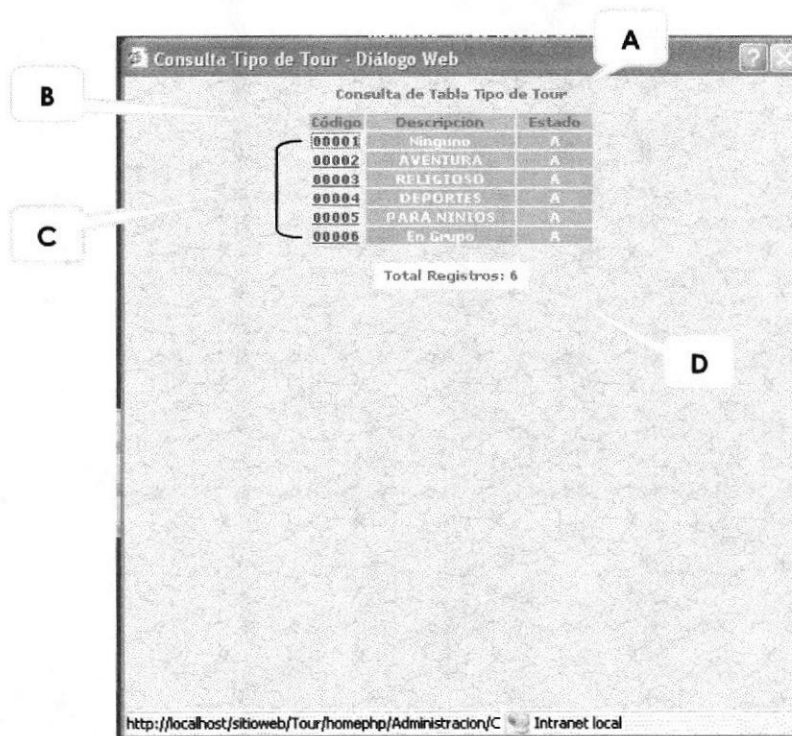 A
Consulta Tipo de Tour - Diálogo Web
B
Consulta de Tabla Tipo de Tour
Código Descripcion Estado
00001 Ninguno A
00002 AVENTURA A
00003 RELIGIOSO A
00004 DEPORTES A
00005 PARA NINIOS A
00006 En Grupo A
C
Total Registros: 6
D
http://localhost/sitioweb/Tour/homephp/Administracion/C Intranet local